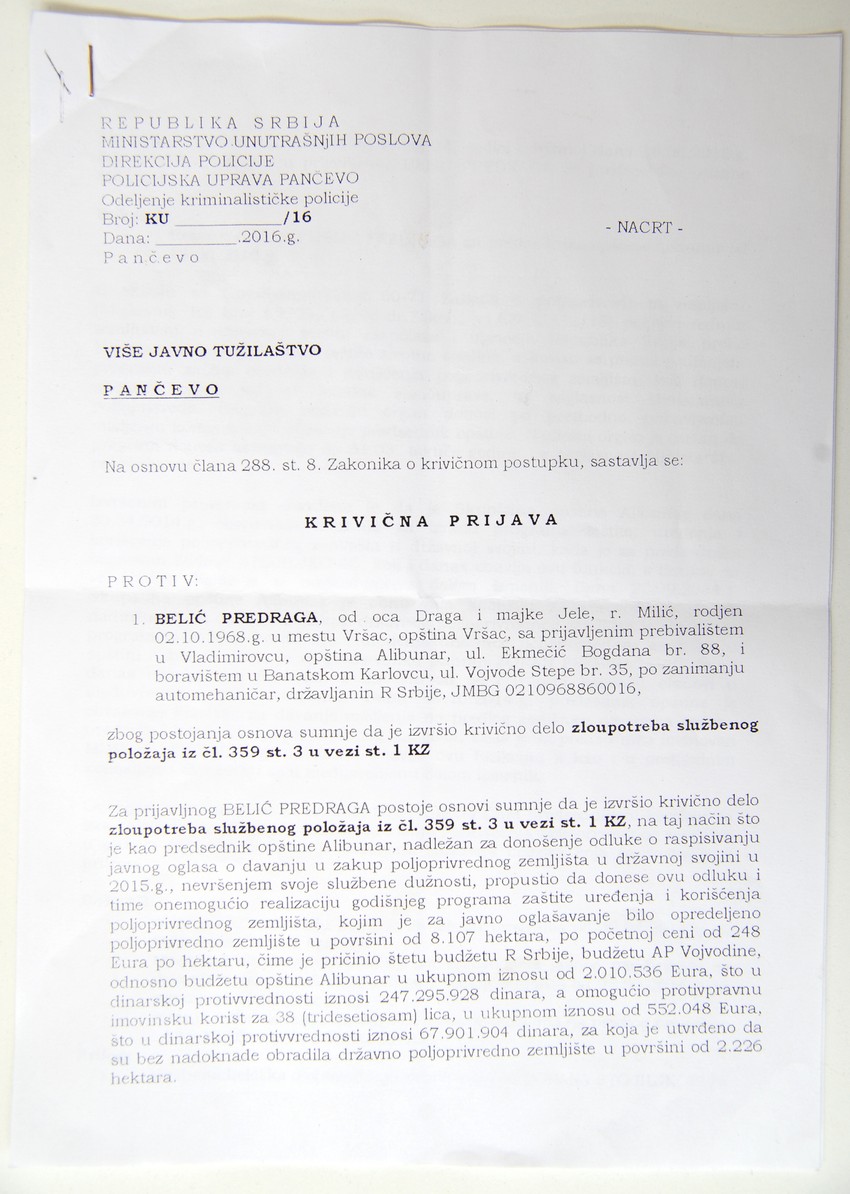 R E P U B L I K A  S R B I J A
MINISTARSTVO UNUTRAŠNjIH POSLOVA
DIREKCIJA POLICIJE
POLICIJSKA UPRAVA PANČEVO
Odeljenje kriminalističke policije
Broj: KU ____________/16
Dana: _________.2016.g.
- NACRT -
P a n č e v o
VIŠE JAVNO TUŽILAŠTVO
P A N Č E V O
Na osnovu člana 288. st. 8. Zakonika o krivičnom postupku, sastavlja se:
K R I V I Č N A  P R I J A V A
P R O T I V:
1. BELIĆ PREDRAGA, od oca Draga i majke Jele, r. Milić, rodjen
02.10.1968.g. u mestu Vršac, opština Vršac, sa prijavljenim prebivalištem
u Vladimirovcu, opština Alibunar, ul. Ekmečić Bogdana br. 88, i
boravištem u Banatskom Karlovcu, ul. Vojvode Stepe br. 35, po zanimanju
automehaničar, državljanin R Srbije, JMBG 0210968860016,
zbog postojanja osnova sumnje da je izvršio krivično delo zloupotreba službenog
položaja iz čl. 359 st. 3 u vezi st. 1 KZ
Za prijavljnog BELIĆ PREDRAGA postoje osnovi sumnje da je izvršio krivično delo
zloupotreba službenog položaja iz čl. 359 st. 3 u vezi st. 1 KZ, na taj način što
je kao predsednik opštine Alibunar, nadležan za donošenje odluke o raspisivanju
javnog oglasa o davanju u zakup poljoprivrednog zemljišta u državnoj svojini u
2015.g., nevršenjem svoje službene dužnosti, propustio da donese ovu odluku i
time onemogućio realizaciju godišnjeg programa zaštite uređenja i korišćenja
poljoprivrednog zemljišta, kojim je za javno oglašavanje bilo opredeljeno
poljoprivredno zemljište u površini od 8.107 hektara, po početnoj ceni od 248
Eura po hektaru, čime je pričinio štetu budžetu R Srbije, budžetu AP Vojvodine,
odnosno budžetu opštine Alibunar u ukupnom iznosu od 2.010.536 Eura, što u
dinarskoj protivvrednosti iznosi 247.295.928 dinara, a omogućio protivpravnu
imovinsku korist za 38 (tridesetiosam) lica, u ukupnom iznosu od 552.048 Eura,
što u dinarskoj protivvrednosti iznosi 67.901.904 dinara, za koja je utvrđeno da
su bez nadoknade obradila državno poljoprivredno zemljište u površini od 2.226
hektara.